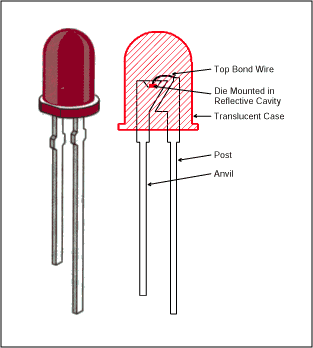 Top Bond Wire
Die Mounted in
Reflective Cavity
Translucent Case
Post
Anvil